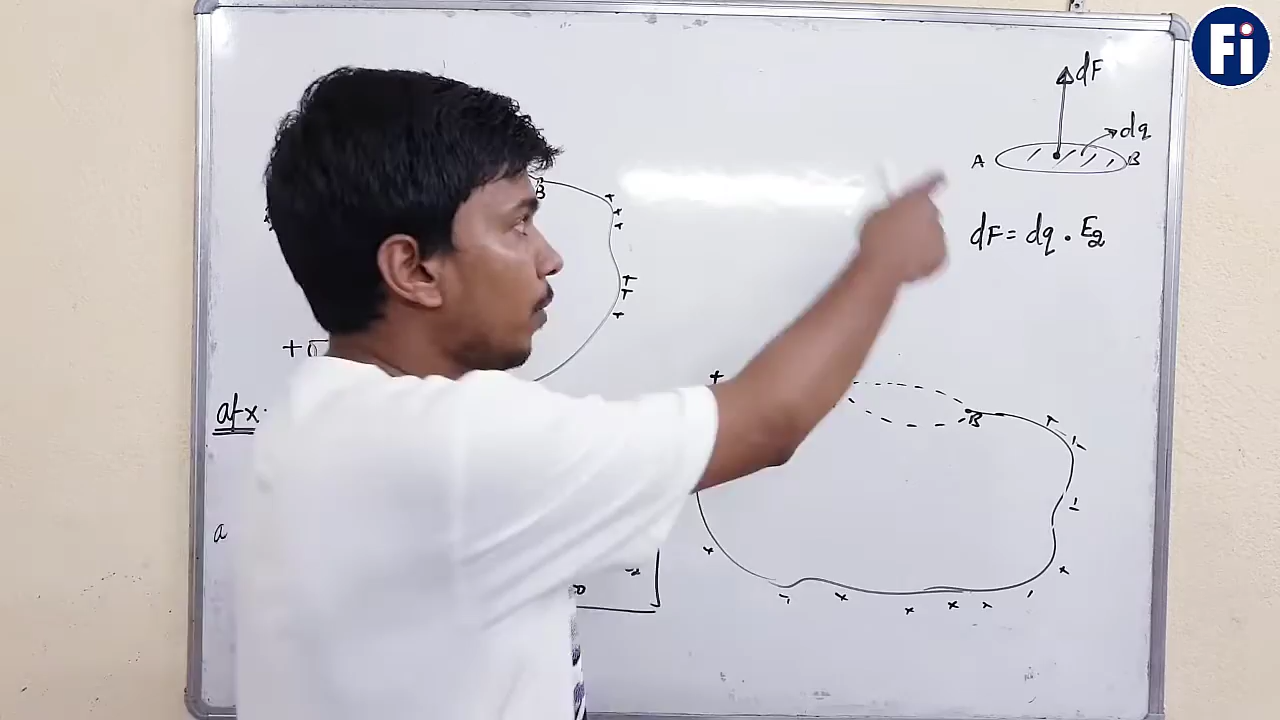 Fi
dF
dq
A
B
dF = dq . E2
B
+σ
at x.
a
B